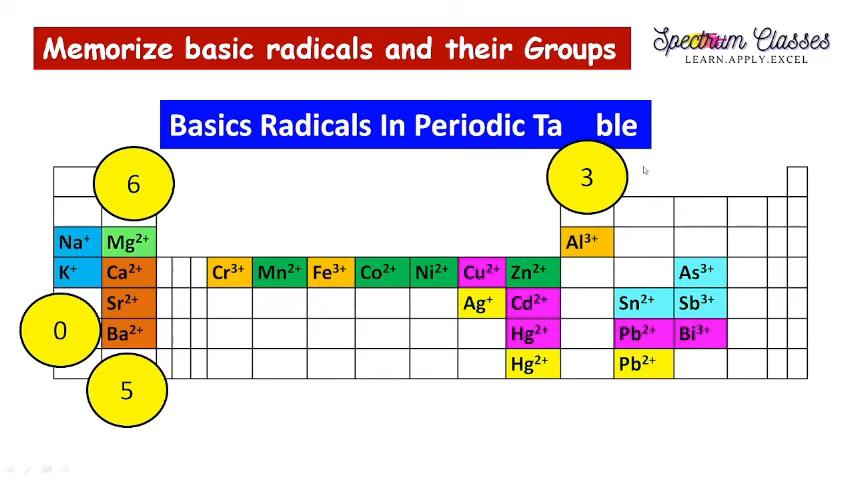 Memorize basic radicals and their Groups
Spectrum Classes
LEARN.APPLY.EXCEL
Basics Radicals In Periodic Ta ble
6
3
Na⁺ Mg²⁺ Al³⁺
K⁺ Ca²⁺ Cr³⁺ Mn²⁺ Fe³⁺ Co²⁺ Ni²⁺ Cu²⁺ Zn²⁺ As³⁺
Sr²⁺ Ag⁺ Cd²⁺ Sn²⁺ Sb³⁺
0 Ba²⁺ Hg²⁺ Pb²⁺ Bi³⁺
Hg²⁺ Pb²⁺
5